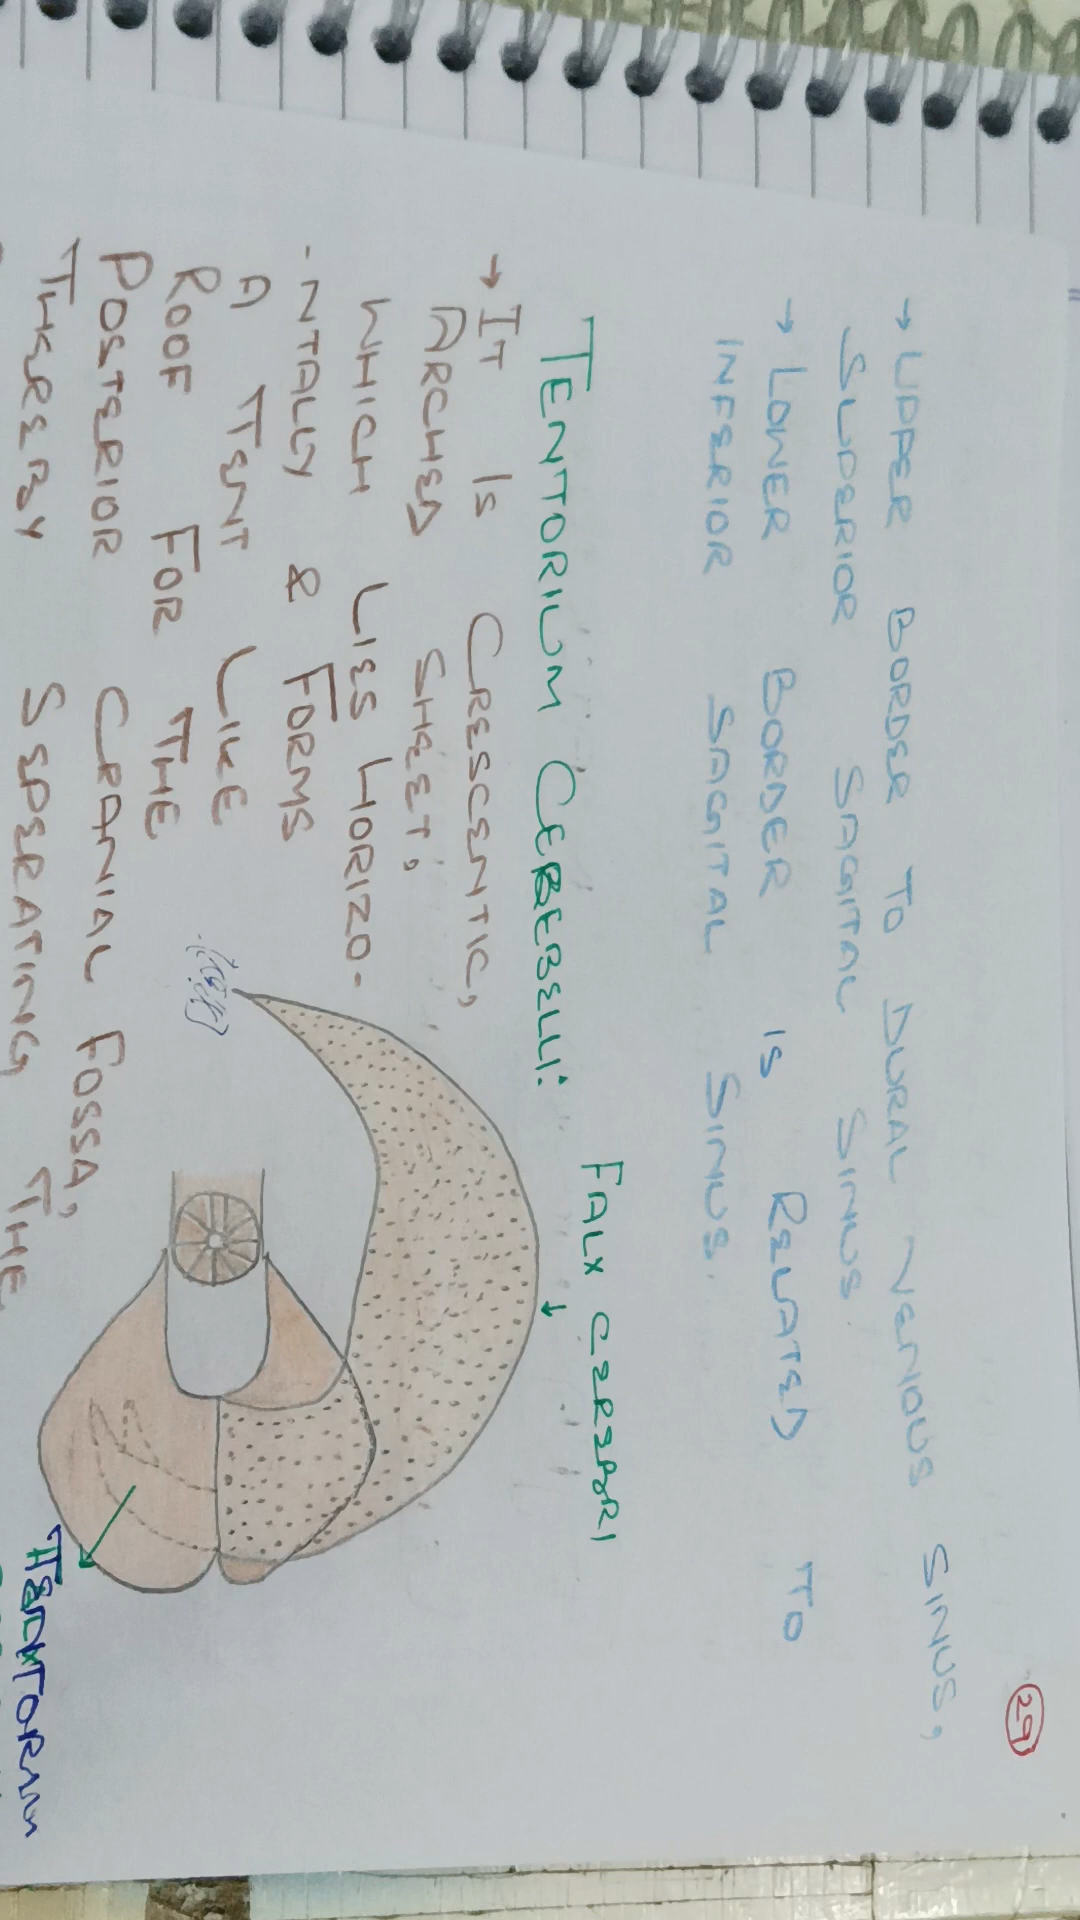 29
→ UPPER BORDER TO DURAL VENIOUS SINUS,
SUPERIOR SAGITAL SINUS
→ LOWER BORDER IS RELATED TO
INFERIOR SAGITAL SINUS.
TENTORIUM CEREBELLI:
FALX CEREBRI
→ IT IS CRESCENTIC,
ARCHED SHEET,
WHICH LIES HORIZO-
-NTALLY & FORMS
A TENT LIKE
ROOF FOR THE
POSTERIOR CRANIAL FOSSA,
THEREBY SEPERATING THE
TENTORIUM